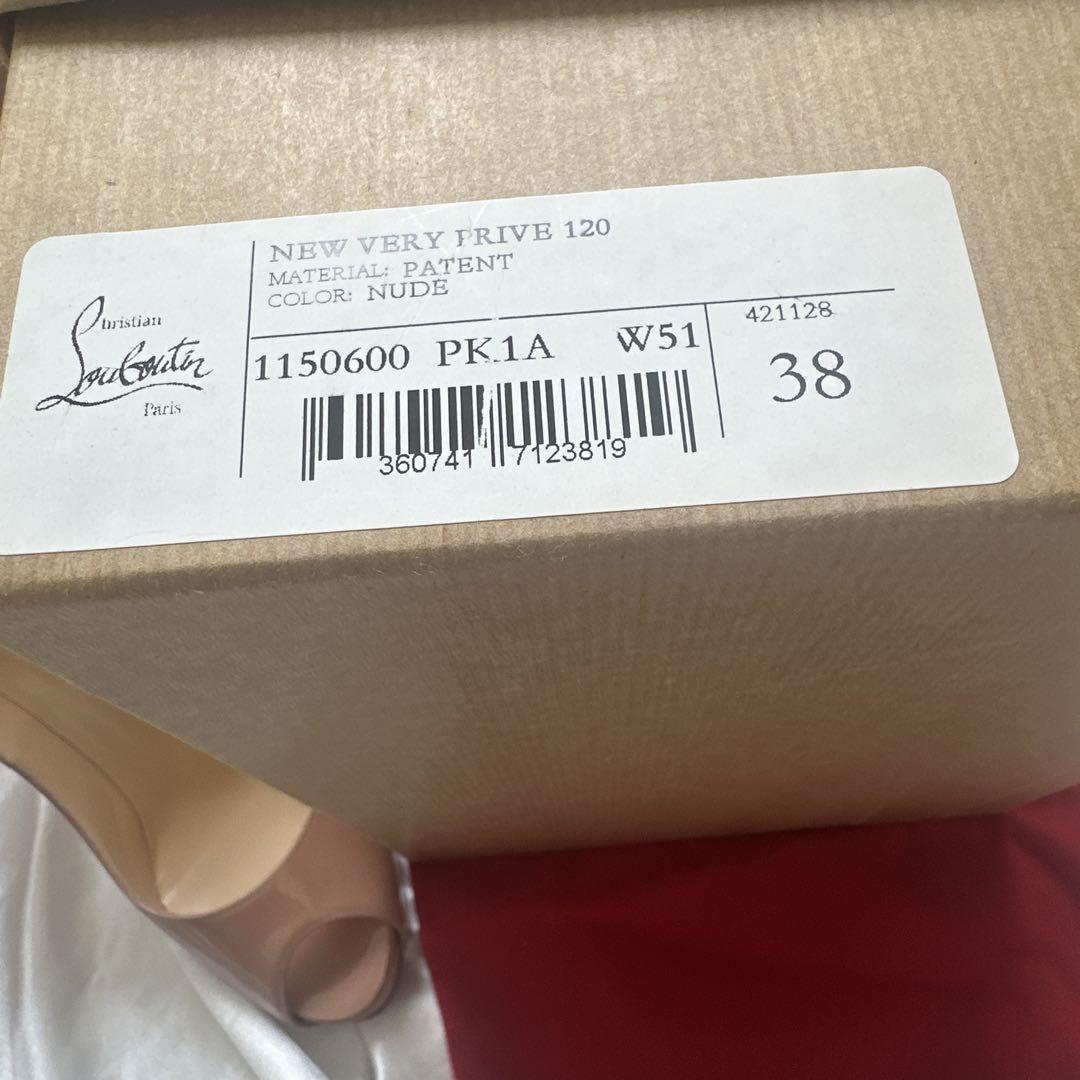 Christian
Louboutin
Paris
NEW VERY PRIVE 120
MATERIAL: PATENT
COLOR: NUDE
1150600 PK1A W51
421128
38
360741 7123819